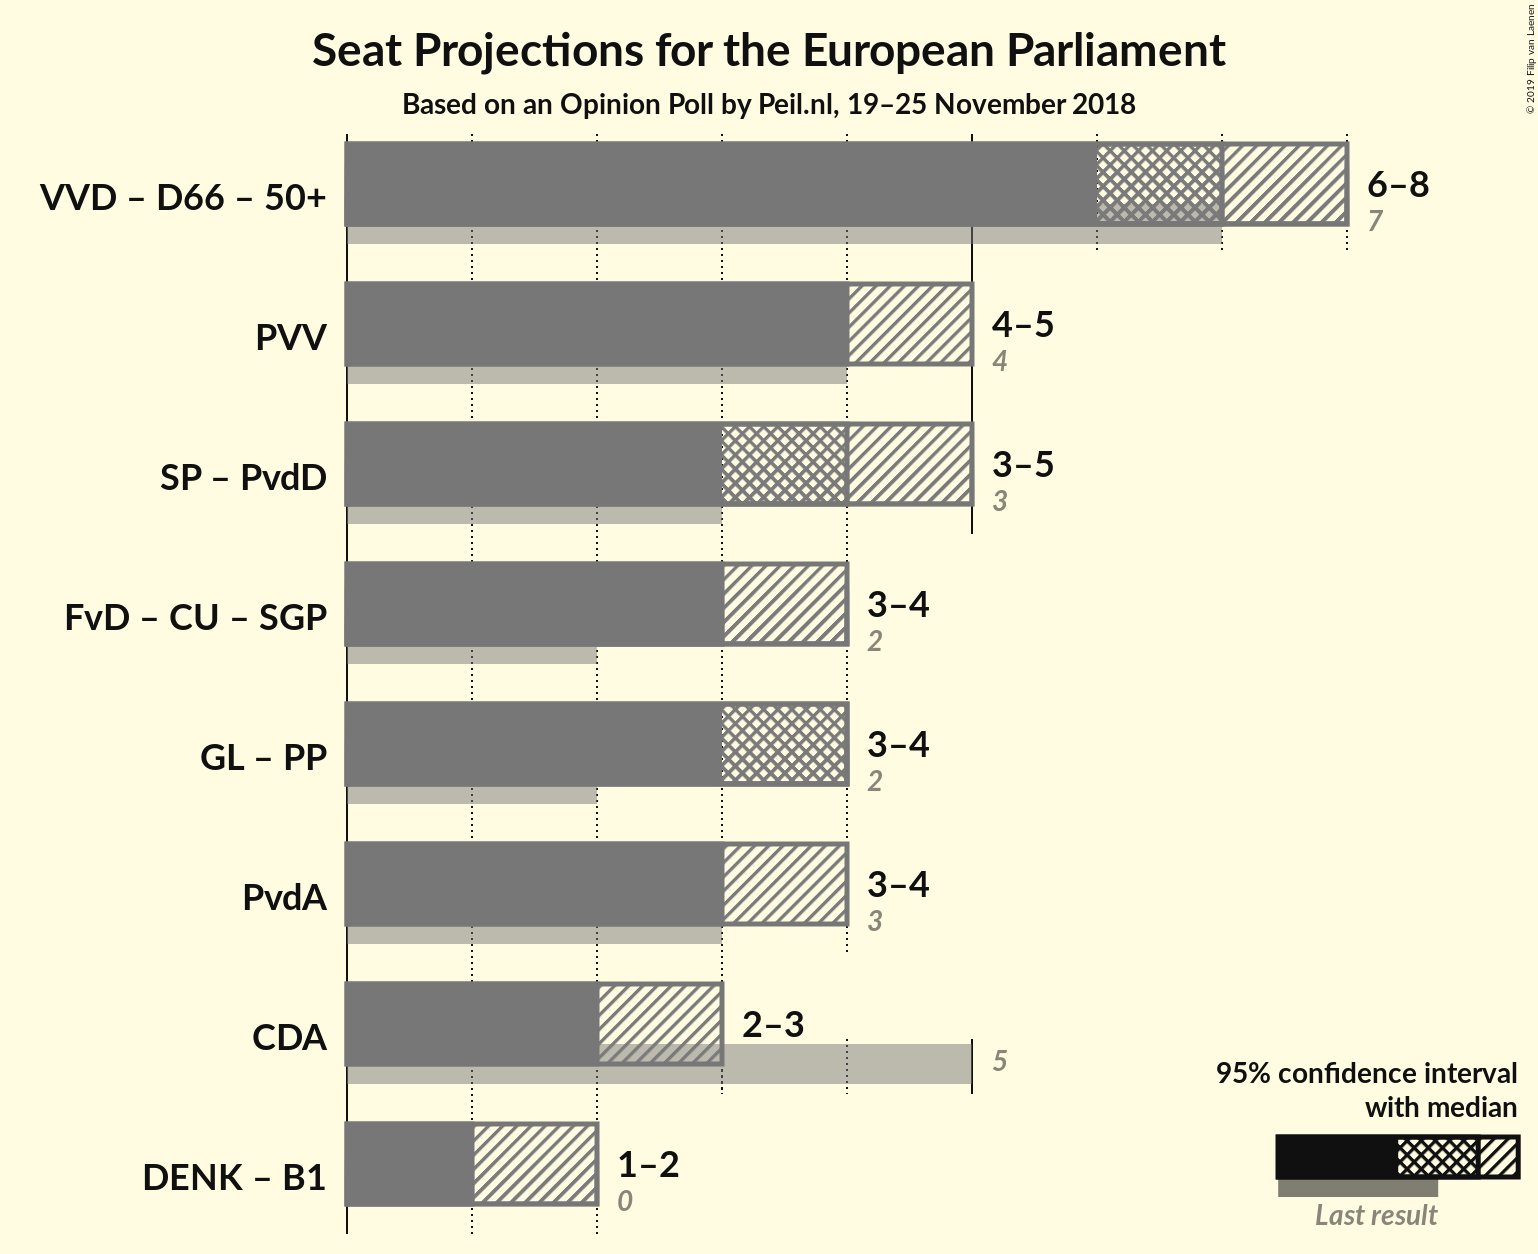 Seat Projections for the European Parliament
Based on an Opinion Poll by Peil.nl, 19–25 November 2018
© 2019 Filip van Laenen
VVD – D66 – 50+
6–8
7
PVV
4–5
4
SP – PvdD
3–5
3
FvD – CU – SGP
3–4
2
GL – PP
3–4
2
PvdA
3–4
3
CDA
2–3
5
DENK – B1
1–2
0
95% confidence interval
with median
Last result